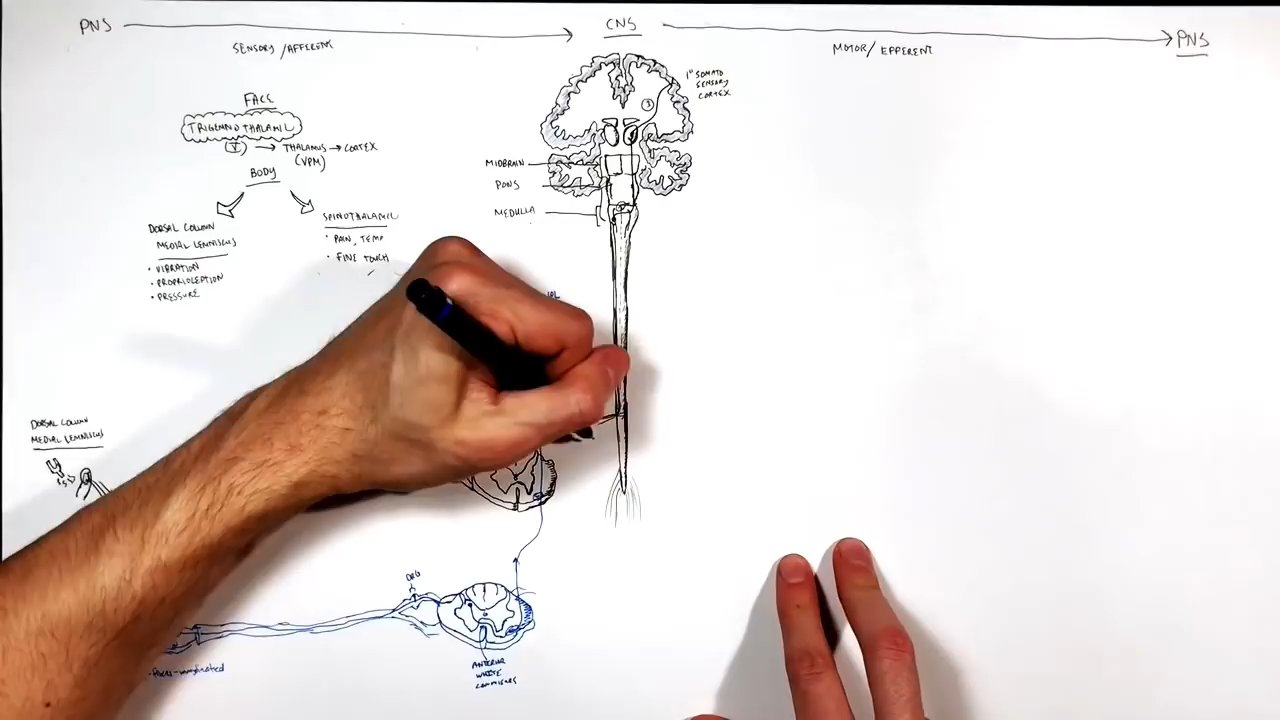 PNS
SENSORY / AFFERENT
CNS
MOTOR / EFFERENT
PNS
1° SOMATO
SENSORY
CORTEX
3
FACE
TRIGEMINOTHALAMIC
V → THALAMUS → CORTEX
(VPM)
BODY
DORSAL COLUMN
MEDIAL LEMNISCUS
• VIBRATION
• PROPRIOCEPTION
• PRESSURE
SPINOTHALAMIC
• PAIN, TEMP
• FINE TOUCH
MIDBRAIN
PONS
MEDULLA
DORSAL COLUMN
MEDIAL LEMNISCUS
DRG
ANTERIOR
WHITE
COMMISURS